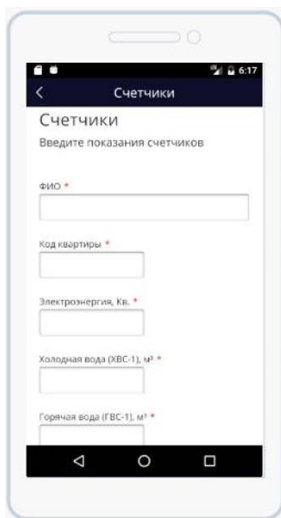 6:17
Счетчики
Счетчики
Введите показания счетчиков
ФИО *
Код квартиры *
Электроэнергия, Кв. *
Холодная вода (ХВС-1), м³ *
Горячая вода (ГВС-1), м³ *